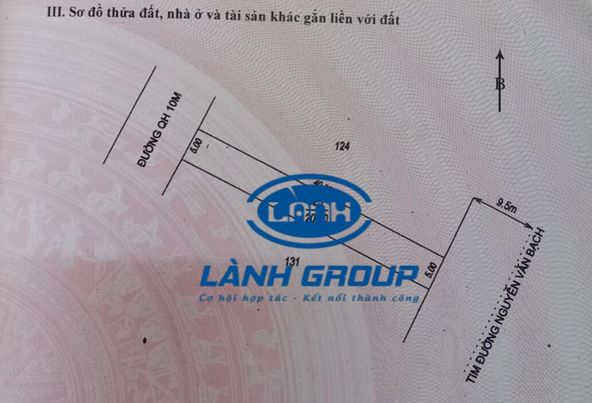 III. Sơ đồ thửa đất, nhà ở và tài sản khác gắn liền với đất
B
ĐƯỜNG QH 10M
5.00
124
9.5m
LÀNH
131
LÀNH GROUP
5.00
Cơ hội hợp tác - Kết nối thành công
TIM ĐƯỜNG NGUYỄN VĂN BẠCH